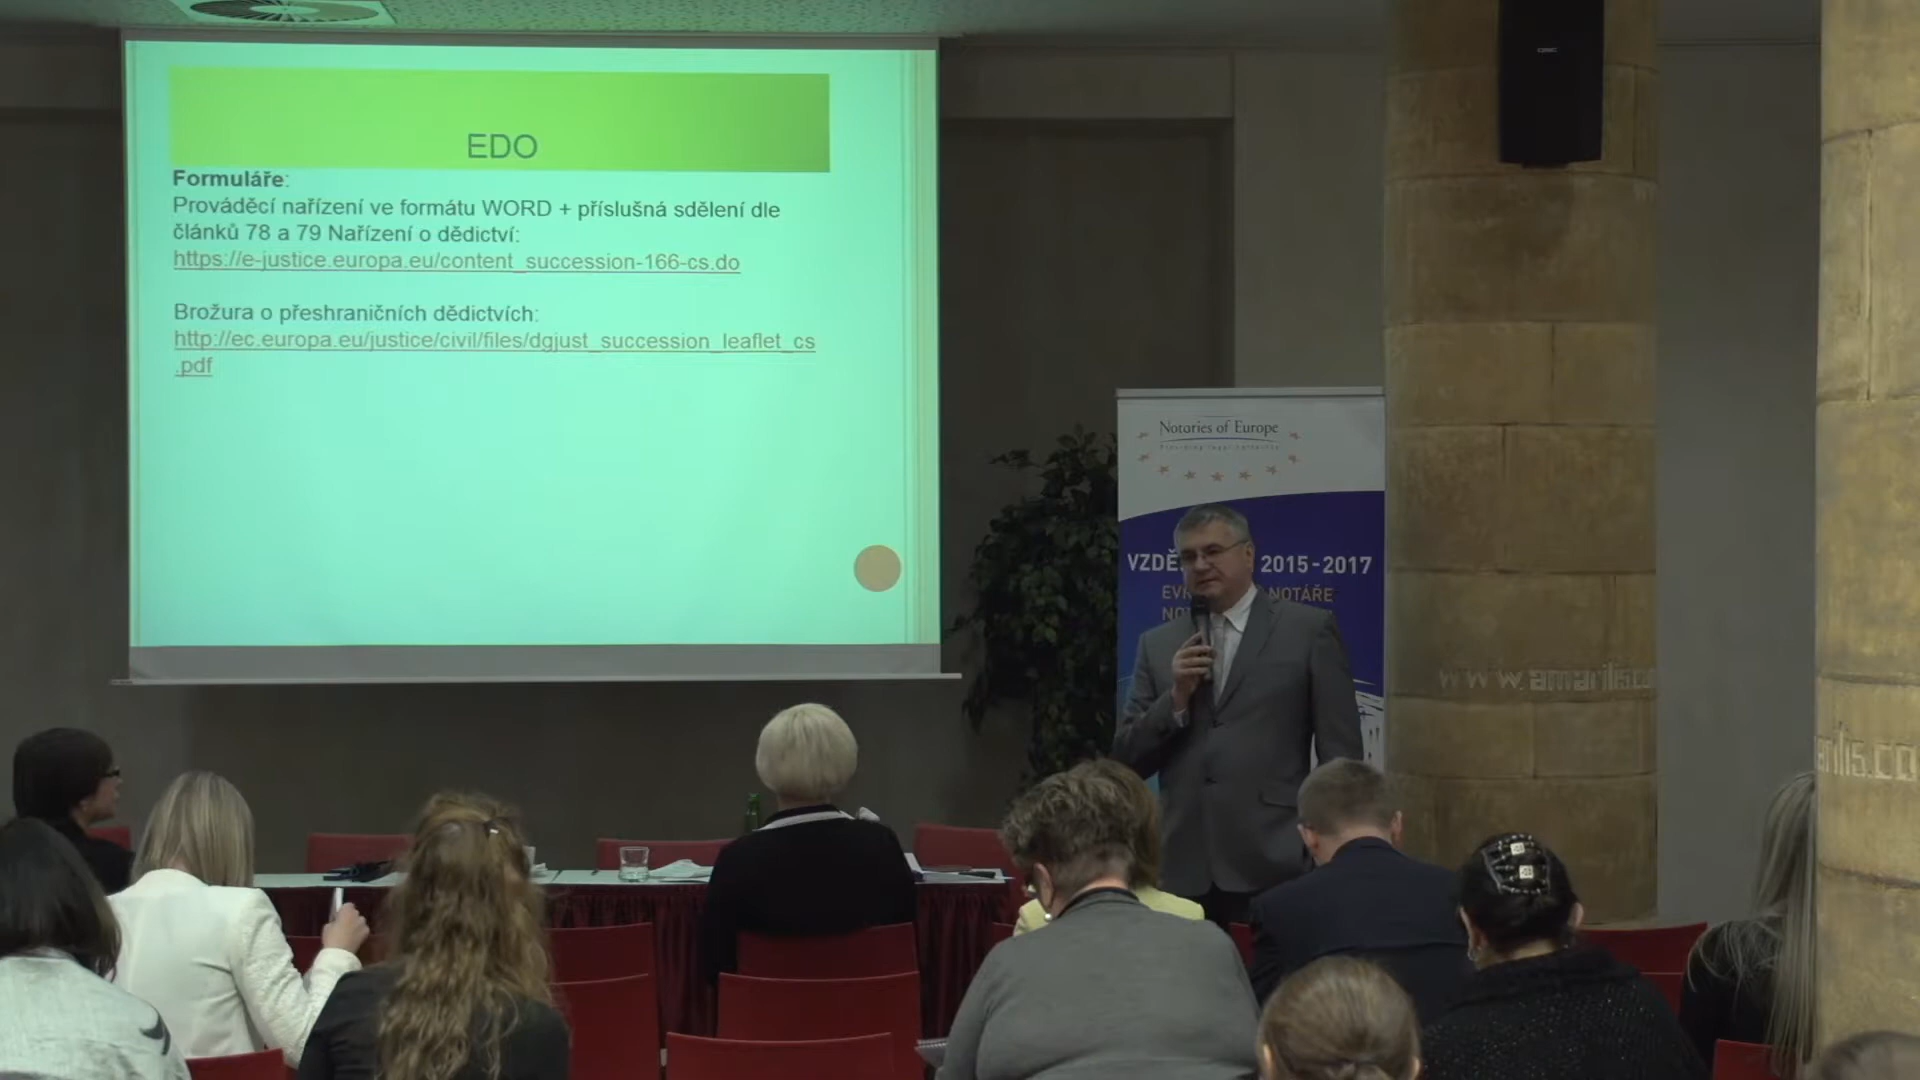 EDO
Formuláře:
Prováděcí nařízení ve formátu WORD + příslušná sdělení dle
článků 78 a 79 Nařízení o dědictví:
https://e-justice.europa.eu/content_succession-166-cs.do
Brožura o přeshraničních dědictvích:
http://ec.europa.eu/justice/civil/files/dgjust_succession_leaflet_cs
.pdf
Notaries of Europe
2015-2017
NOTÁŘE
www.amarilis.c
arilis.co